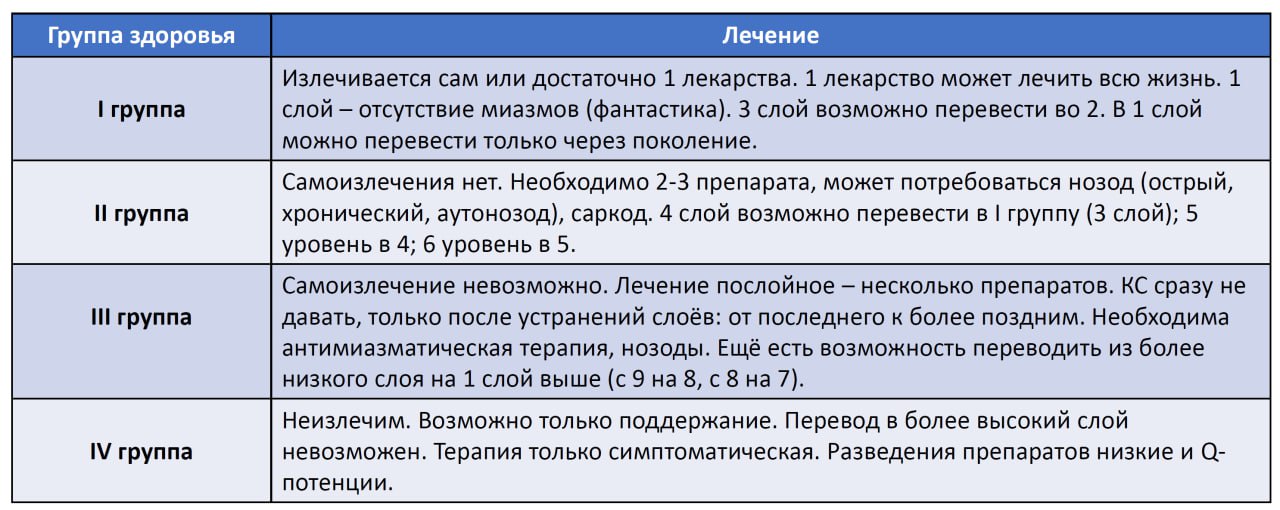 Группа здоровья
Лечение
I группа
Излечивается сам или достаточно 1 лекарства. 1 лекарство может лечить всю жизнь. 1
слой – отсутствие миазмов (фантастика). 3 слой возможно перевести во 2. В 1 слой
можно перевести только через поколение.
II группа
Самоизлечения нет. Необходимо 2-3 препарата, может потребоваться нозод (острый,
хронический, аутонозод), саркод. 4 слой возможно перевести в I группу (3 слой); 5
уровень в 4; 6 уровень в 5.
III группа
Самоизлечение невозможно. Лечение послойное – несколько препаратов. КС сразу не
давать, только после устранений слоёв: от последнего к более поздним. Необходима
антимиазматическая терапия, нозоды. Ещё есть возможность переводить из более
низкого слоя на 1 слой выше (с 9 на 8, с 8 на 7).
IV группа
Неизлечим. Возможно только поддержание. Перевод в более высокий слой
невозможен. Терапия только симптоматическая. Разведения препаратов низкие и Q-
потенции.